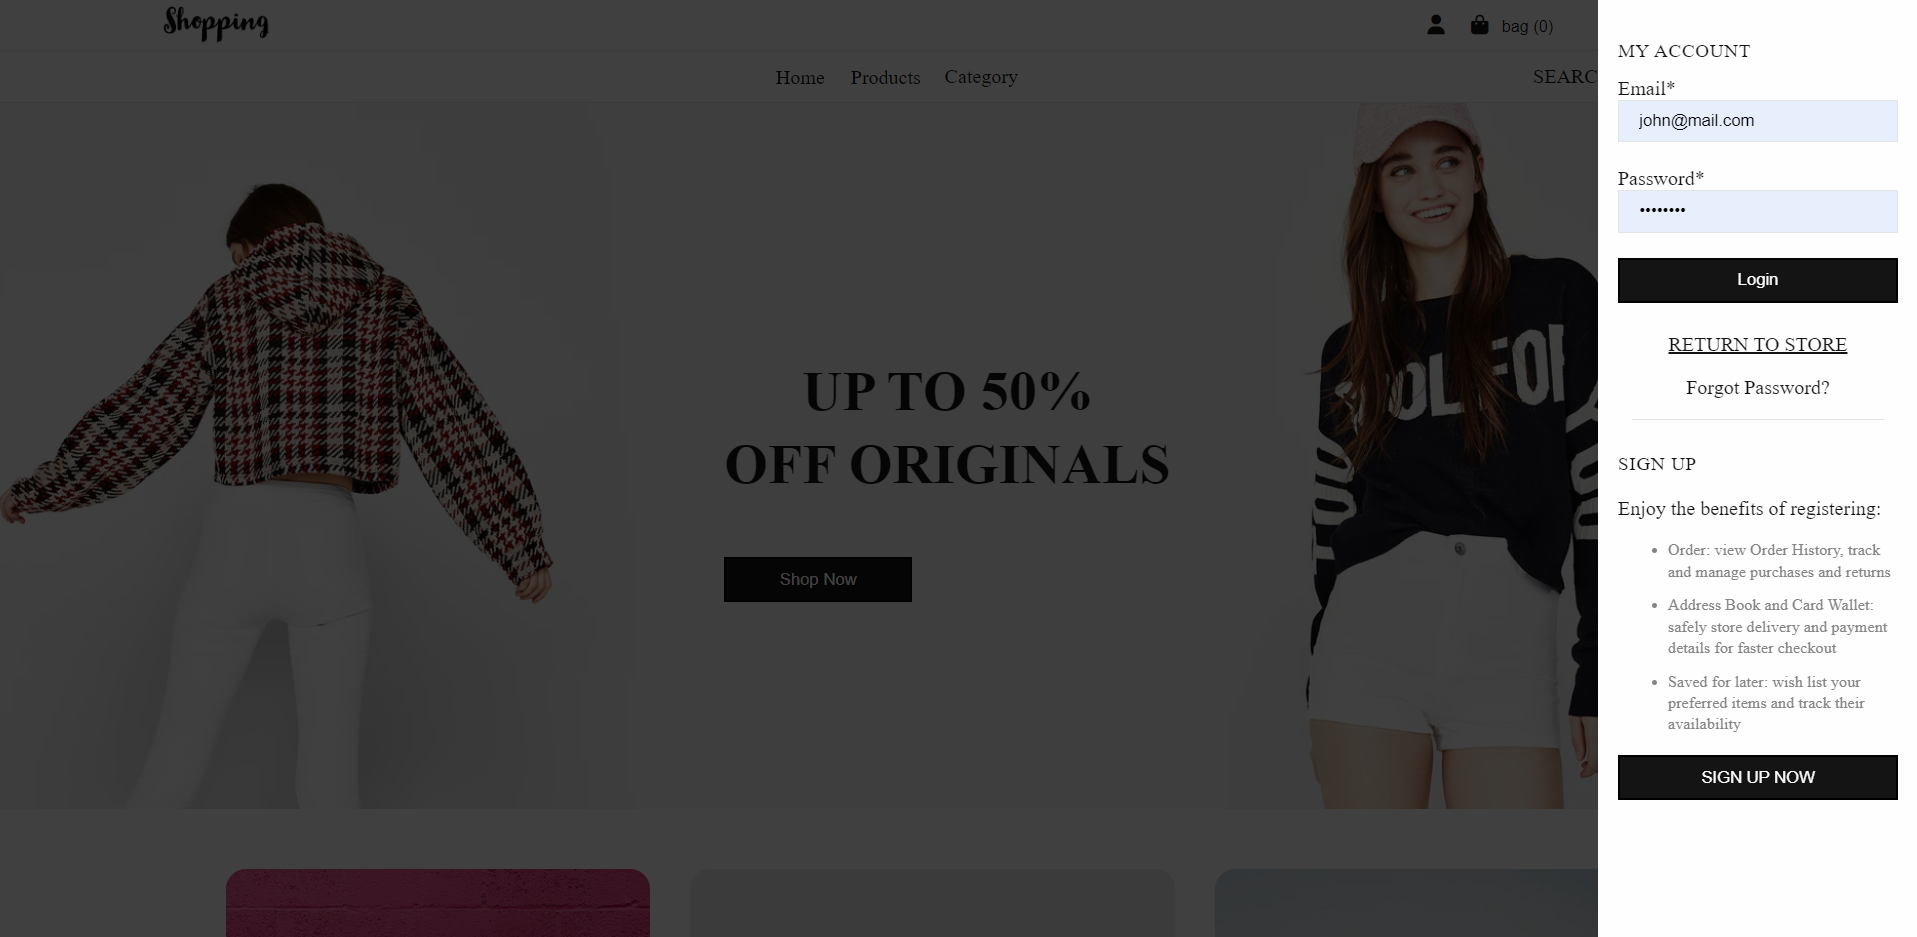 Shopping
bag (0)
Home Products Category
SEARC
UP TO 50%
OFF ORIGINALS
Shop Now
MY ACCOUNT
Email*
john@mail.com
Password*
••••••••
Login
RETURN TO STORE
Forgot Password?
SIGN UP
Enjoy the benefits of registering:
• Order: view Order History, track
and manage purchases and returns
• Address Book and Card Wallet:
safely store delivery and payment
details for faster checkout
• Saved for later: wish list your
preferred items and track their
availability
SIGN UP NOW